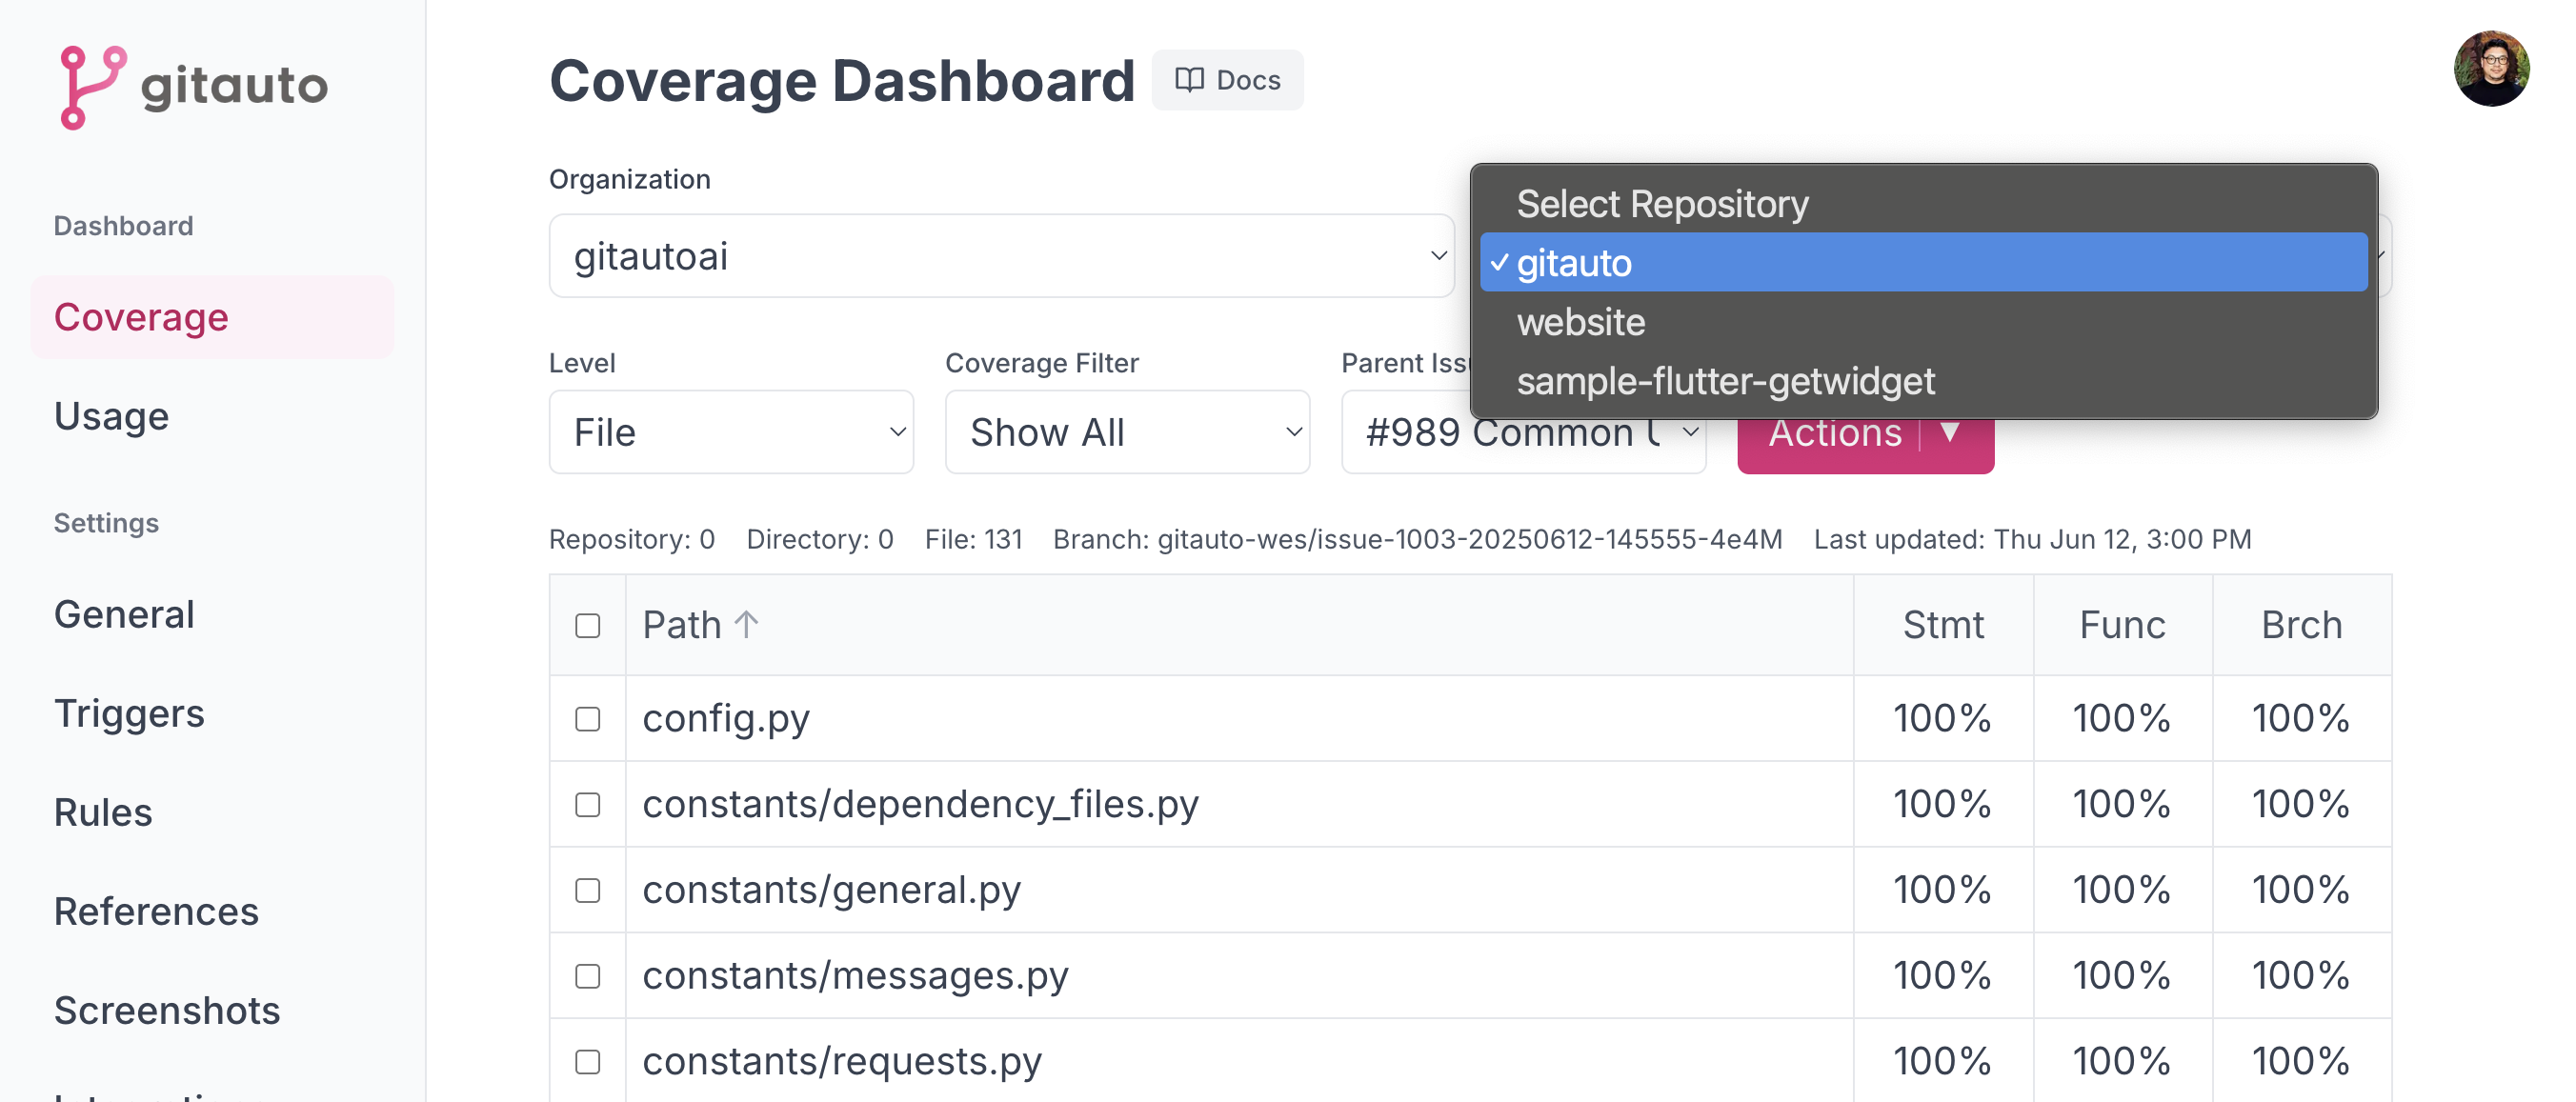 gitauto
Dashboard
Coverage
Usage
Settings
General
Triggers
Rules
References
Screenshots
Coverage Dashboard
Docs
Organization
gitautoai
Select Repository
gitauto
website
sample-flutter-getwidget
Level
Coverage Filter
Parent
File
Show All
#989 Common
Actions
Repository: 0 Directory: 0 File: 131 Branch: gitauto-wes/issue-1003-20250612-145555-4e4M Last updated: Thu Jun 12, 3:00 PM
Path ↑ Stmt Func Brch
config.py 100% 100% 100%
constants/dependency_files.py 100% 100% 100%
constants/general.py 100% 100% 100%
constants/messages.py 100% 100% 100%
constants/requests.py 100% 100% 100%